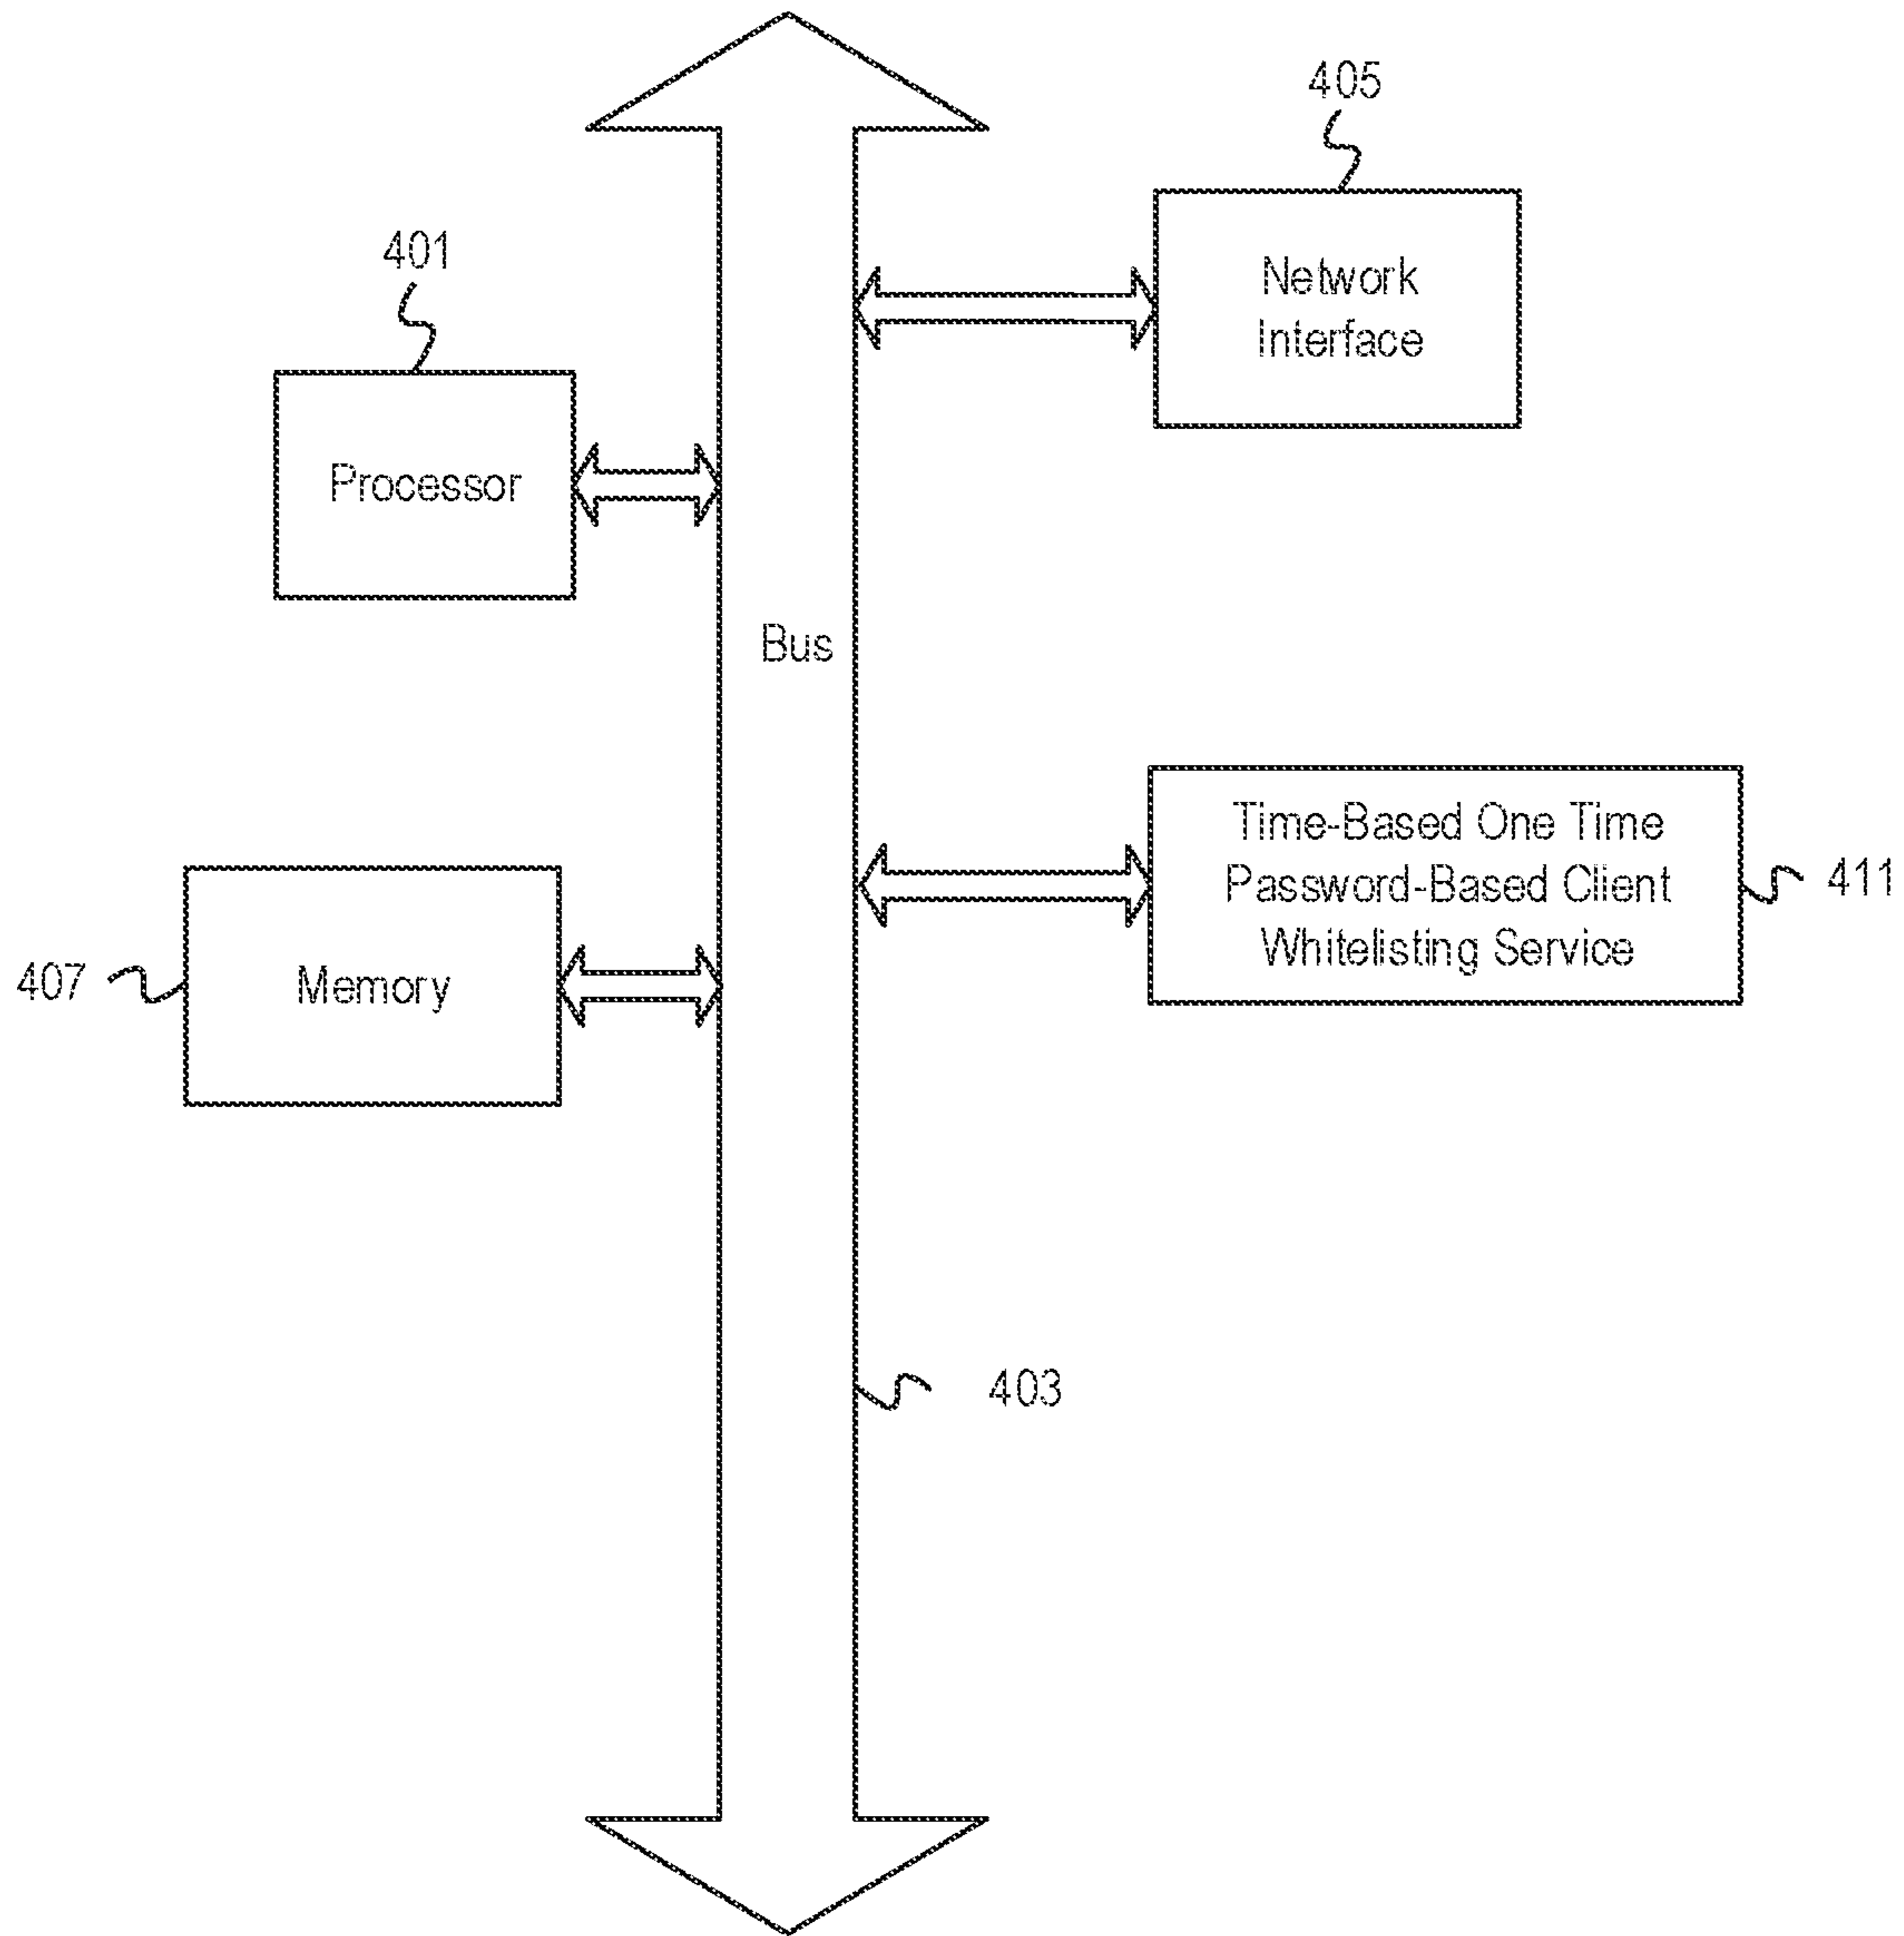 405
Network
Interface
401
Processor
Bus
Time-Based One Time
Password-Based Client
Whitelisting Service
411
407
Memory
403